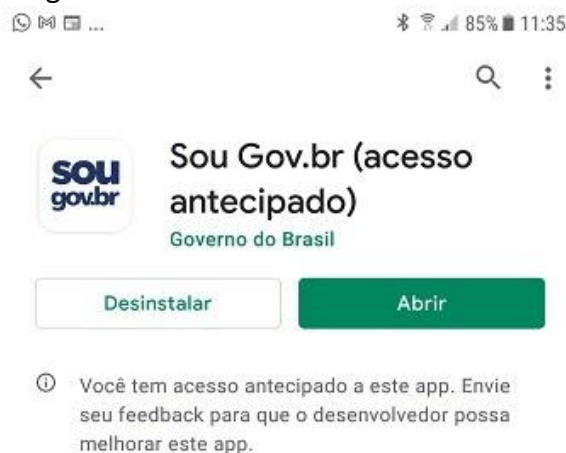 ... 85% 11:35
sou
gov.br
Sou Gov.br (acesso
antecipado)
Governo do Brasil
Desinstalar
Abrir
Você tem acesso antecipado a este app. Envie
seu feedback para que o desenvolvedor possa
melhorar este app.